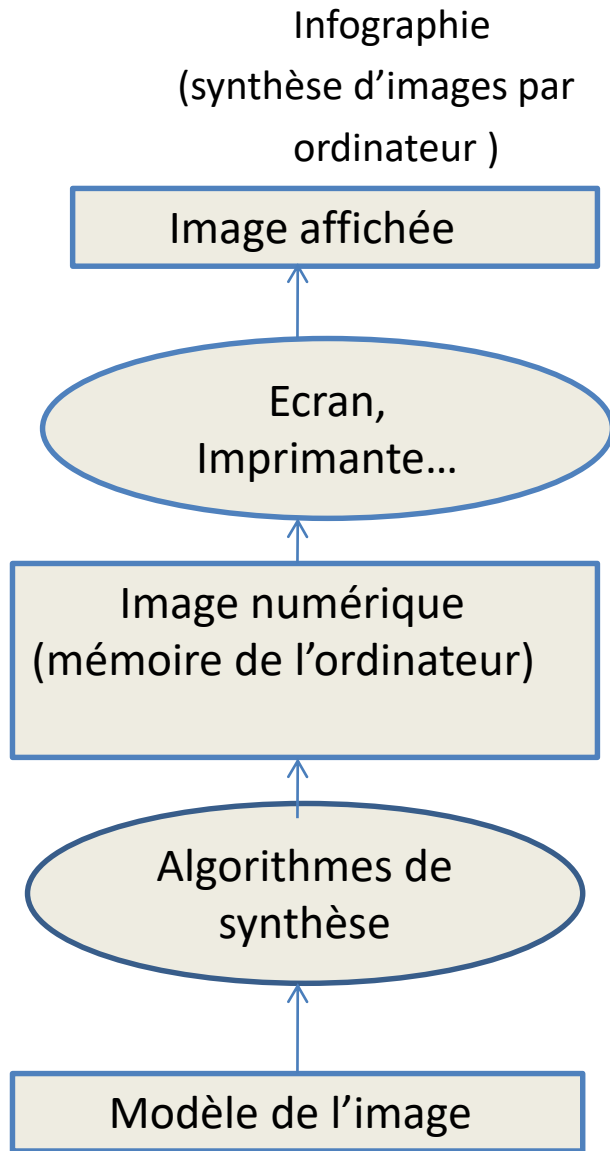 Infographie
(synthèse d’images par
ordinateur )
Image affichée
Ecran,
Imprimante…
Image numérique
(mémoire de l’ordinateur)
Algorithmes de
synthèse
Modèle de l’image